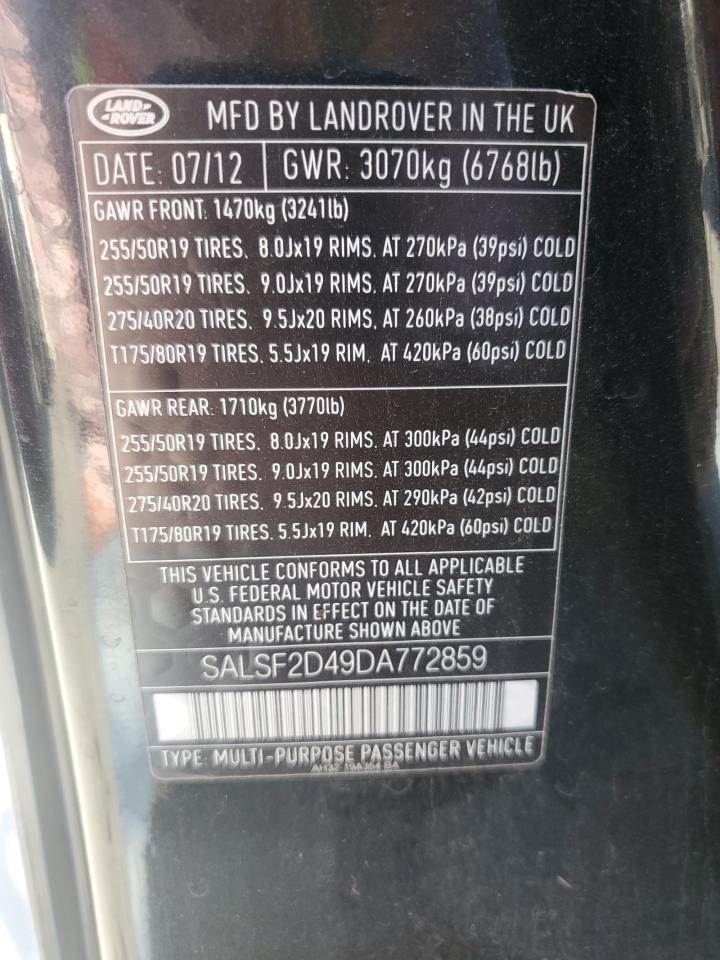 LAND-
-ROVER
MFD BY LANDROVER IN THE UK
DATE: 07/12 GWR: 3070kg (6768lb)
GAWR FRONT: 1470kg (3241lb)
255/50R19 TIRES, 8.0Jx19 RIMS, AT 270kPa (39psi) COLD
255/50R19 TIRES, 9.0Jx19 RIMS, AT 270kPa (39psi) COLD
275/40R20 TIRES, 9.5Jx20 RIMS, AT 260kPa (38psi) COLD
T175/80R19 TIRES, 5.5Jx19 RIM, AT 420kPa (60psi) COLD
GAWR REAR: 1710kg (3770lb)
255/50R19 TIRES, 8.0Jx19 RIMS, AT 300kPa (44psi) COLD
255/50R19 TIRES, 9.0Jx19 RIMS, AT 300kPa (44psi) COLD
275/40R20 TIRES, 9.5Jx20 RIMS, AT 290kPa (42psi) COLD
T175/80R19 TIRES, 5.5Jx19 RIM, AT 420kPa (60psi) COLD
THIS VEHICLE CONFORMS TO ALL APPLICABLE
U.S. FEDERAL MOTOR VEHICLE SAFETY
STANDARDS IN EFFECT ON THE DATE OF
MANUFACTURE SHOWN ABOVE
SALSF2D49DA772859
TYPE: MULTI-PURPOSE PASSENGER VEHICLE
AH32-19A354-BA